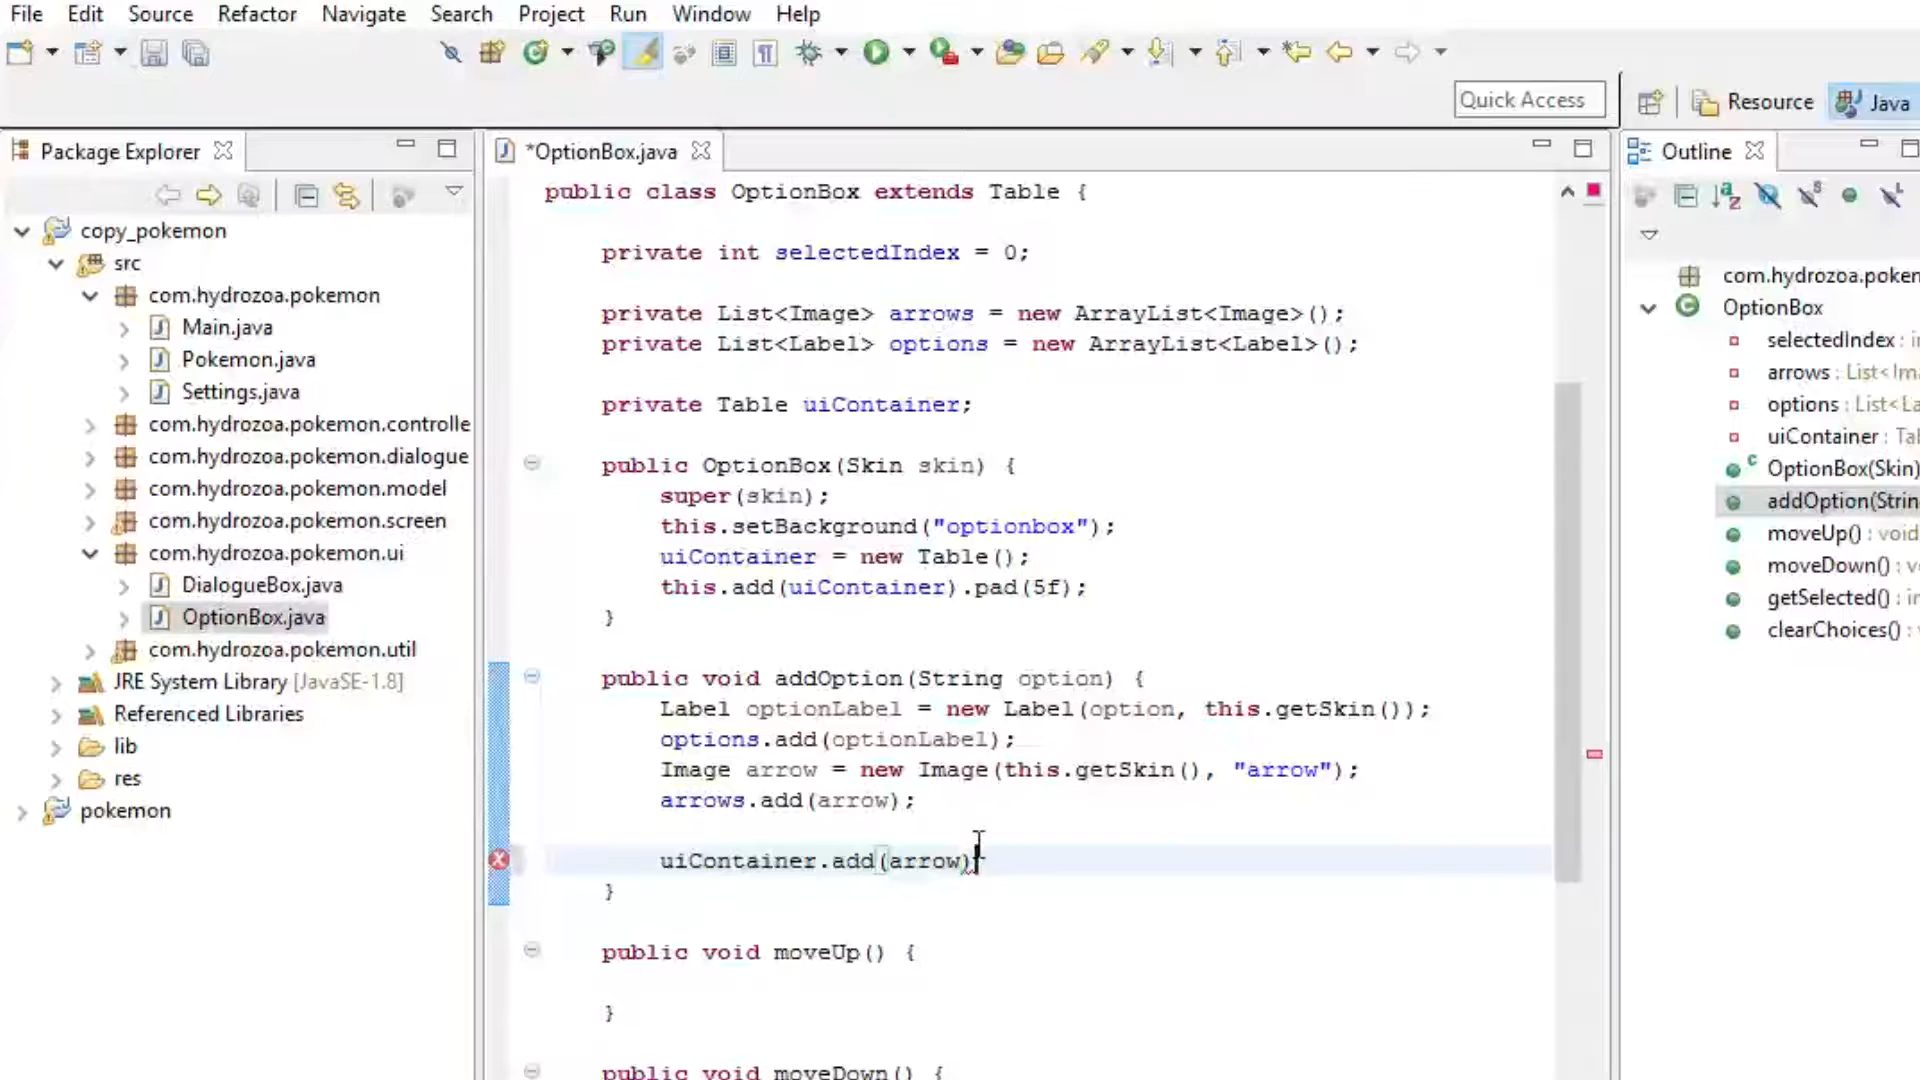 File Edit Source Refactor Navigate Search Project Run Window Help
Quick Access
Resource
Java
Package Explorer
*OptionBox.java
Outline
copy_pokemon
src
com.hydrozoa.pokemon
Main.java
Pokemon.java
Settings.java
com.hydrozoa.pokemon.controlle
com.hydrozoa.pokemon.dialogue
com.hydrozoa.pokemon.model
com.hydrozoa.pokemon.screen
com.hydrozoa.pokemon.ui
DialogueBox.java
OptionBox.java
com.hydrozoa.pokemon.util
JRE System Library [JavaSE-1.8]
Referenced Libraries
lib
res
pokemon
public class OptionBox extends Table {
private int selectedIndex = 0;
private List<Image> arrows = new ArrayList<Image>();
private List<Label> options = new ArrayList<Label>();
private Table uiContainer;
public OptionBox(Skin skin) {
super(skin);
this.setBackground("optionbox");
uiContainer = new Table();
this.add(uiContainer).pad(5f);
}
public void addOption(String option) {
Label optionLabel = new Label(option, this.getSkin());
options.add(optionLabel);
Image arrow = new Image(this.getSkin(), "arrow");
arrows.add(arrow);
uiContainer.add(arrow)
}
public void moveUp() {
}
public void moveDown() {
com.hydrozoa.poken
OptionBox
selectedIndex : i
arrows : List<Ima
options : List<La
uiContainer : Tal
OptionBox(Skin)
addOption(Strin
moveUp() : void
moveDown() : v
getSelected() : in
clearChoices() :